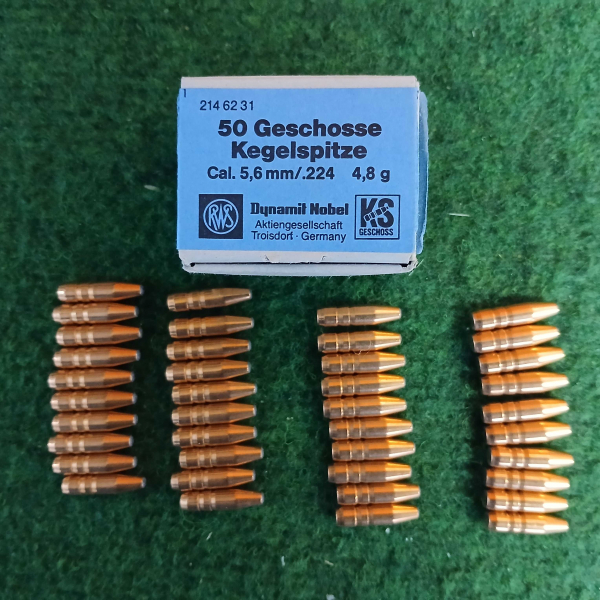 1
214 62 31
50 Geschosse
Kegelspitze
Cal. 5,6 mm/.224 4,8 g
RWS
Dynamit Nobel
Aktiengesellschaft
Troisdorf · Germany
KS
GESCHOSS